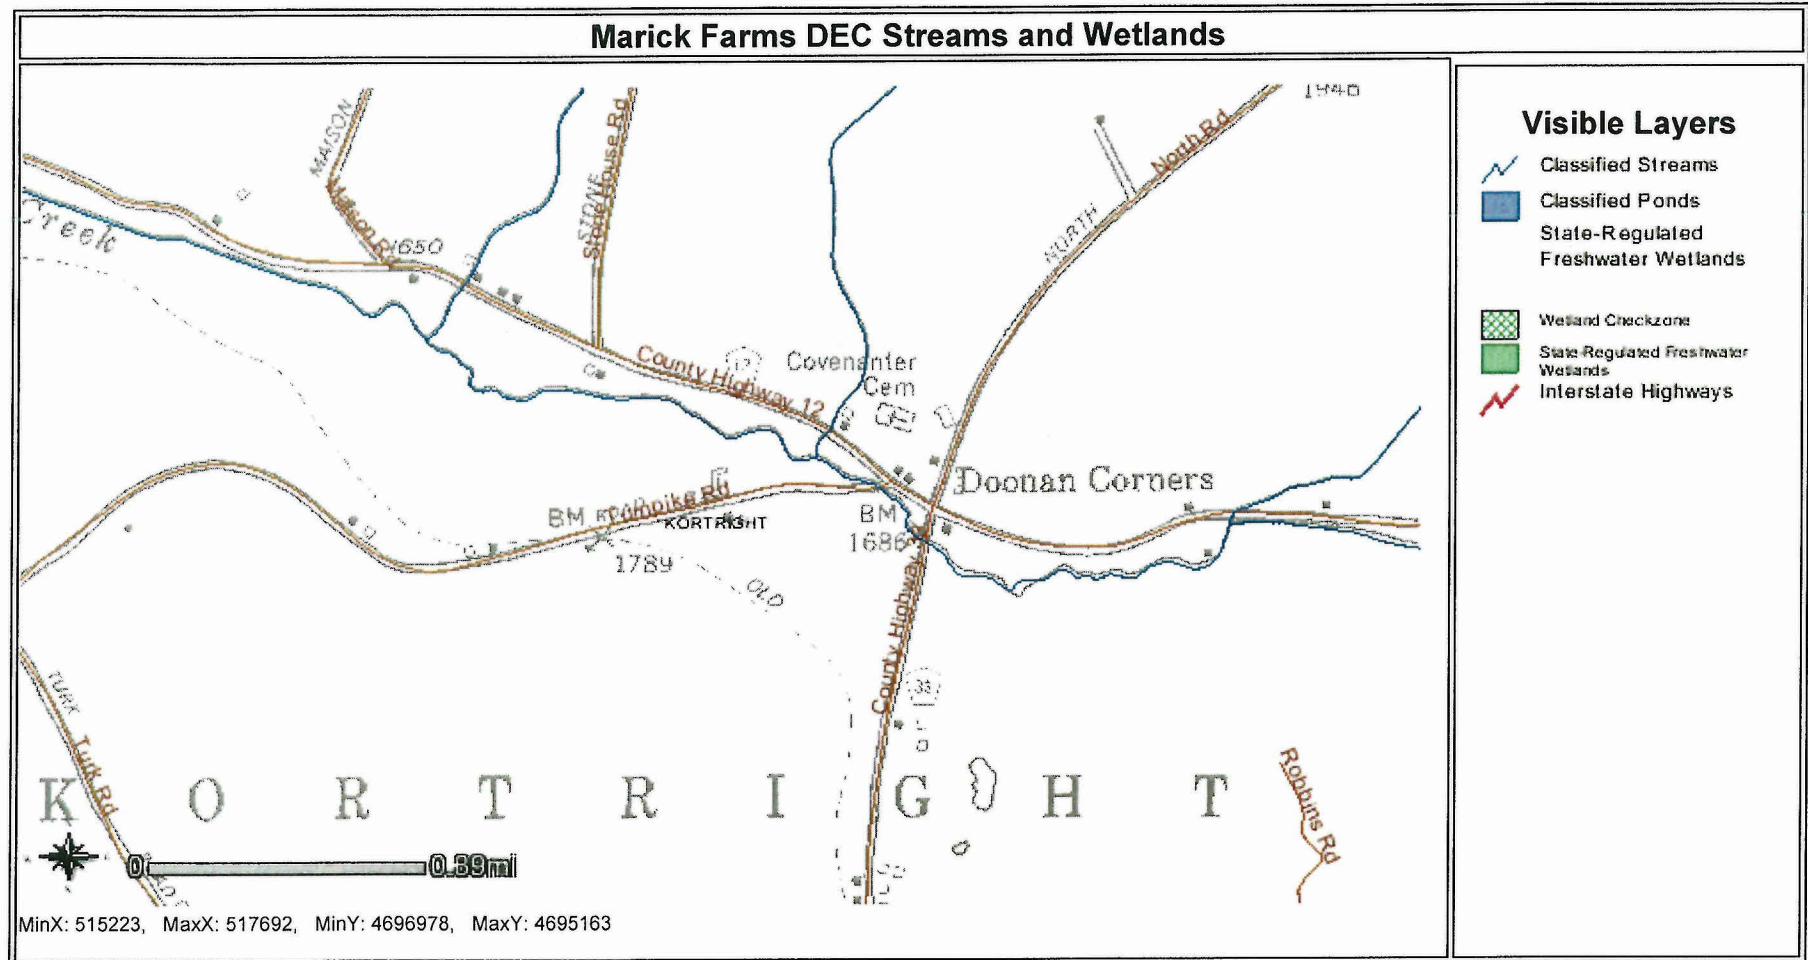 Marick Farms DEC Streams and Wetlands
Visible Layers
Classified Streams
Classified Ponds
State-Regulated
Freshwater Wetlands
Wetland Checkzone
State-Regulated Freshwater
Wetlands
Interstate Highways
1948
MAISON
Maison Rd
STONE
Stone House Rd
North Rd
NORTH
Creek
1650
12
County Highway 12
Covenanter
Cem
Doonan Corners
BM
KORTRIGHT
1789
BM
1686
OLD
County Highway
33
TURK
Turk Rd
K O R T R I G H T
Robbins Rd
0 0.89mi
MinX: 515223, MaxX: 517692, MinY: 4696978, MaxY: 4695163